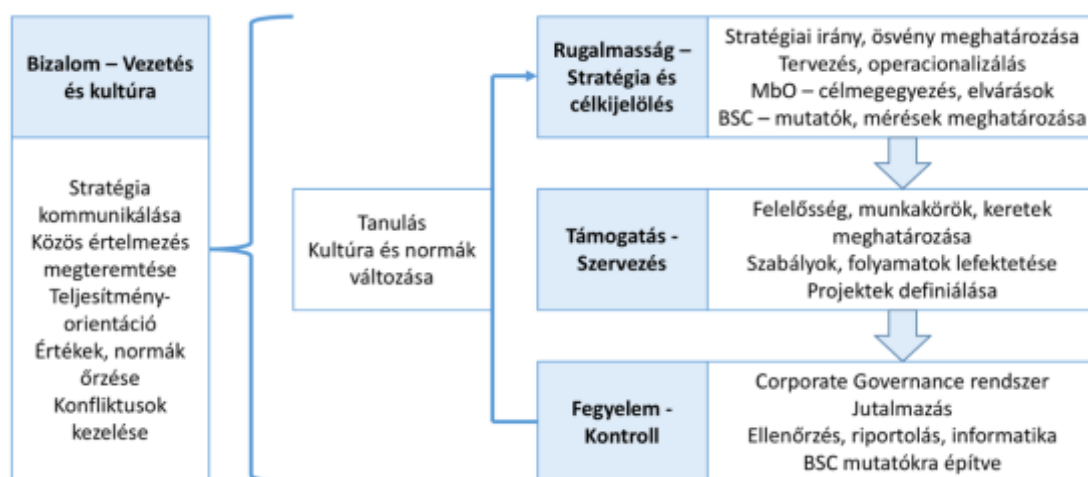 Bizalom – Vezetés
és kultúra
Stratégia
kommunikálása
Közös értelmezés
megteremtése
Teljesítmény-
orientáció
Értékek, normák
őrzése
Konfliktusok
kezelése
Tanulás
Kultúra és normák
változása
Rugalmasság –
Stratégia és
célkijelölés
Stratégiai irány, ösvény meghatározása
Tervezés, operacionalizálás
MbO – célmegegyezés, elvárások
BSC – mutatók, mérések meghatározása
Támogatás -
Szervezés
Felelősség, munkakörök, keretek
meghatározása
Szabályok, folyamatok lefektetése
Projektek definiálása
Fegyelem -
Kontroll
Corporate Governance rendszer
Jutalmazás
Ellenőrzés, riportolás, informatika
BSC mutatókra építve